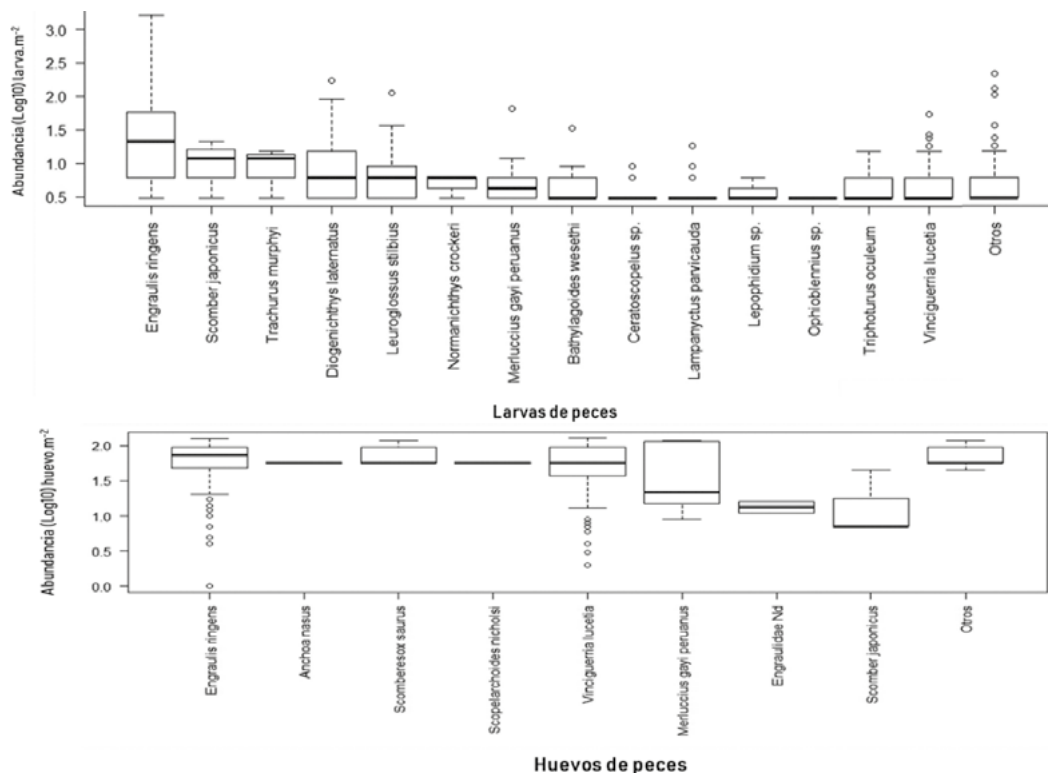 Abundancia (Log10) larva.m⁻²
3.0
2.5
2.0
1.5
1.0
0.5
Engraulis ringens
Scomber japonicus
Trachurus murphyi
Diogenichthys laternatus
Leuroglossus stilbius
Normanichthys crockeri
Merluccius gayi peruanus
Bathylagoides wesethi
Ceratoscopelus sp.
Lampanyctus parvicauda
Lepophidium sp.
Ophioblennius sp.
Triphoturus oculeum
Vinciguerria lucetia
Otros
Larvas de peces
Abundancia (Log10) huevo.m⁻²
2.0
1.5
1.0
0.5
0.0
Engraulis ringens
Anchoa nasus
Scomberesox saurus
Scopelarchoides nicholsi
Vinciguerria lucetia
Merluccius gayi peruanus
Engraulidae Nd
Scomber japonicus
Otros
Huevos de peces